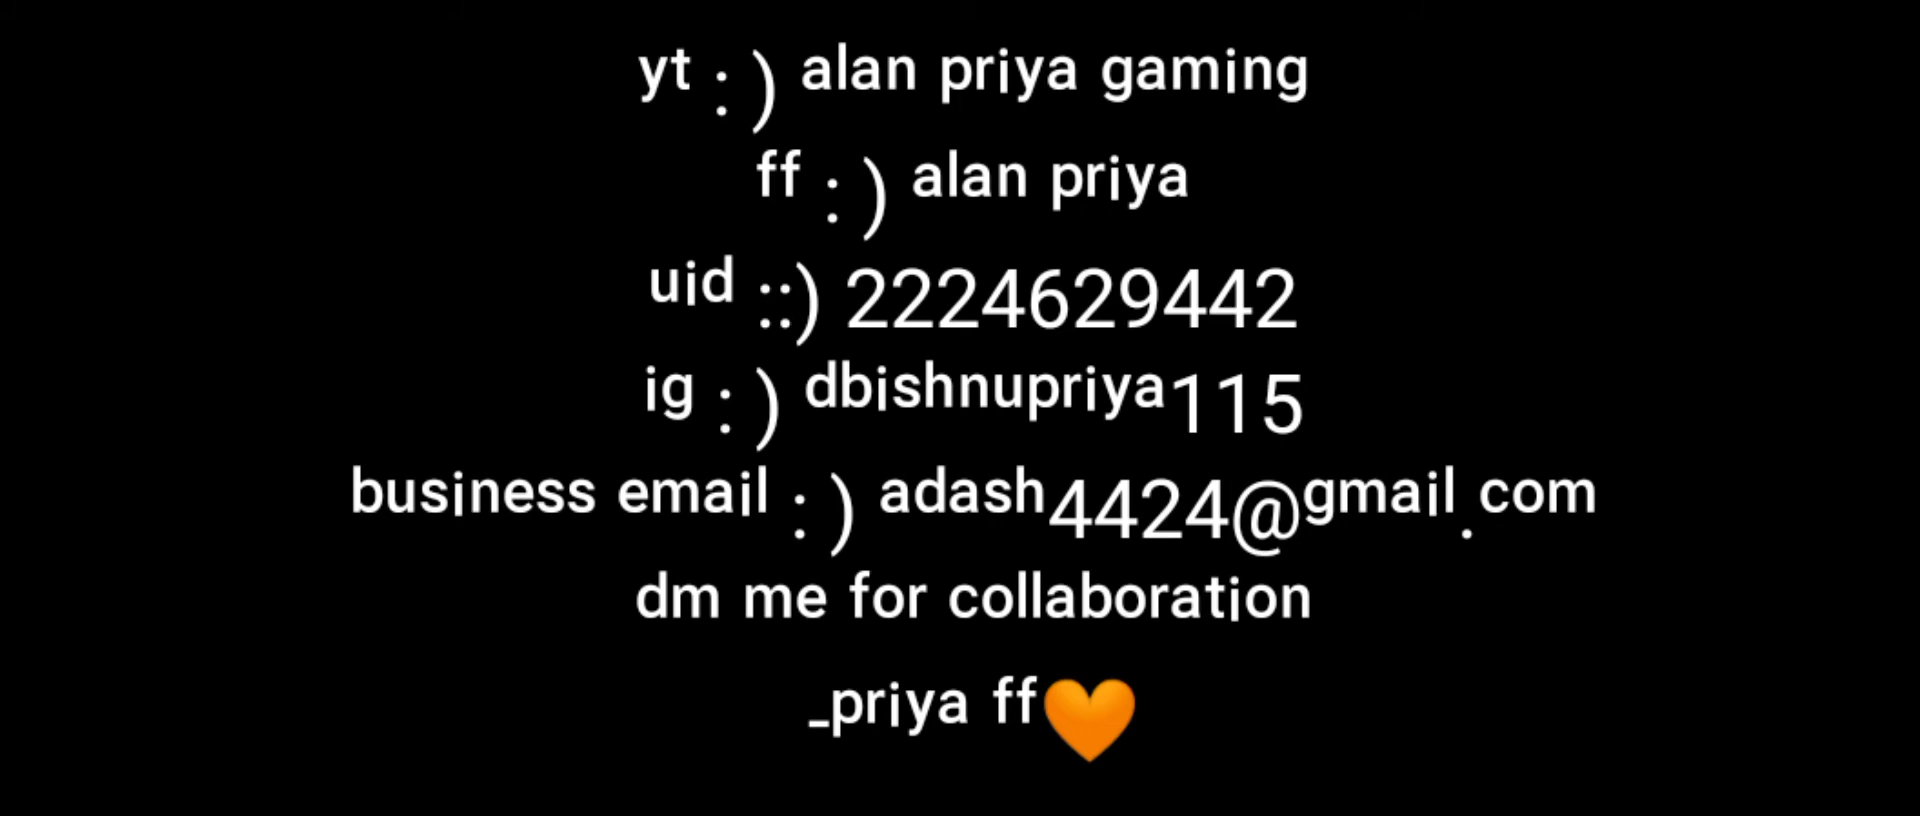 yt : ) alan priya gaming
ff : ) alan priya
uid ::) 2224629442
ig : ) dbishnupriya115
business email : ) adash4424@gmail.com
dm me for collaboration
_priya ff🧡